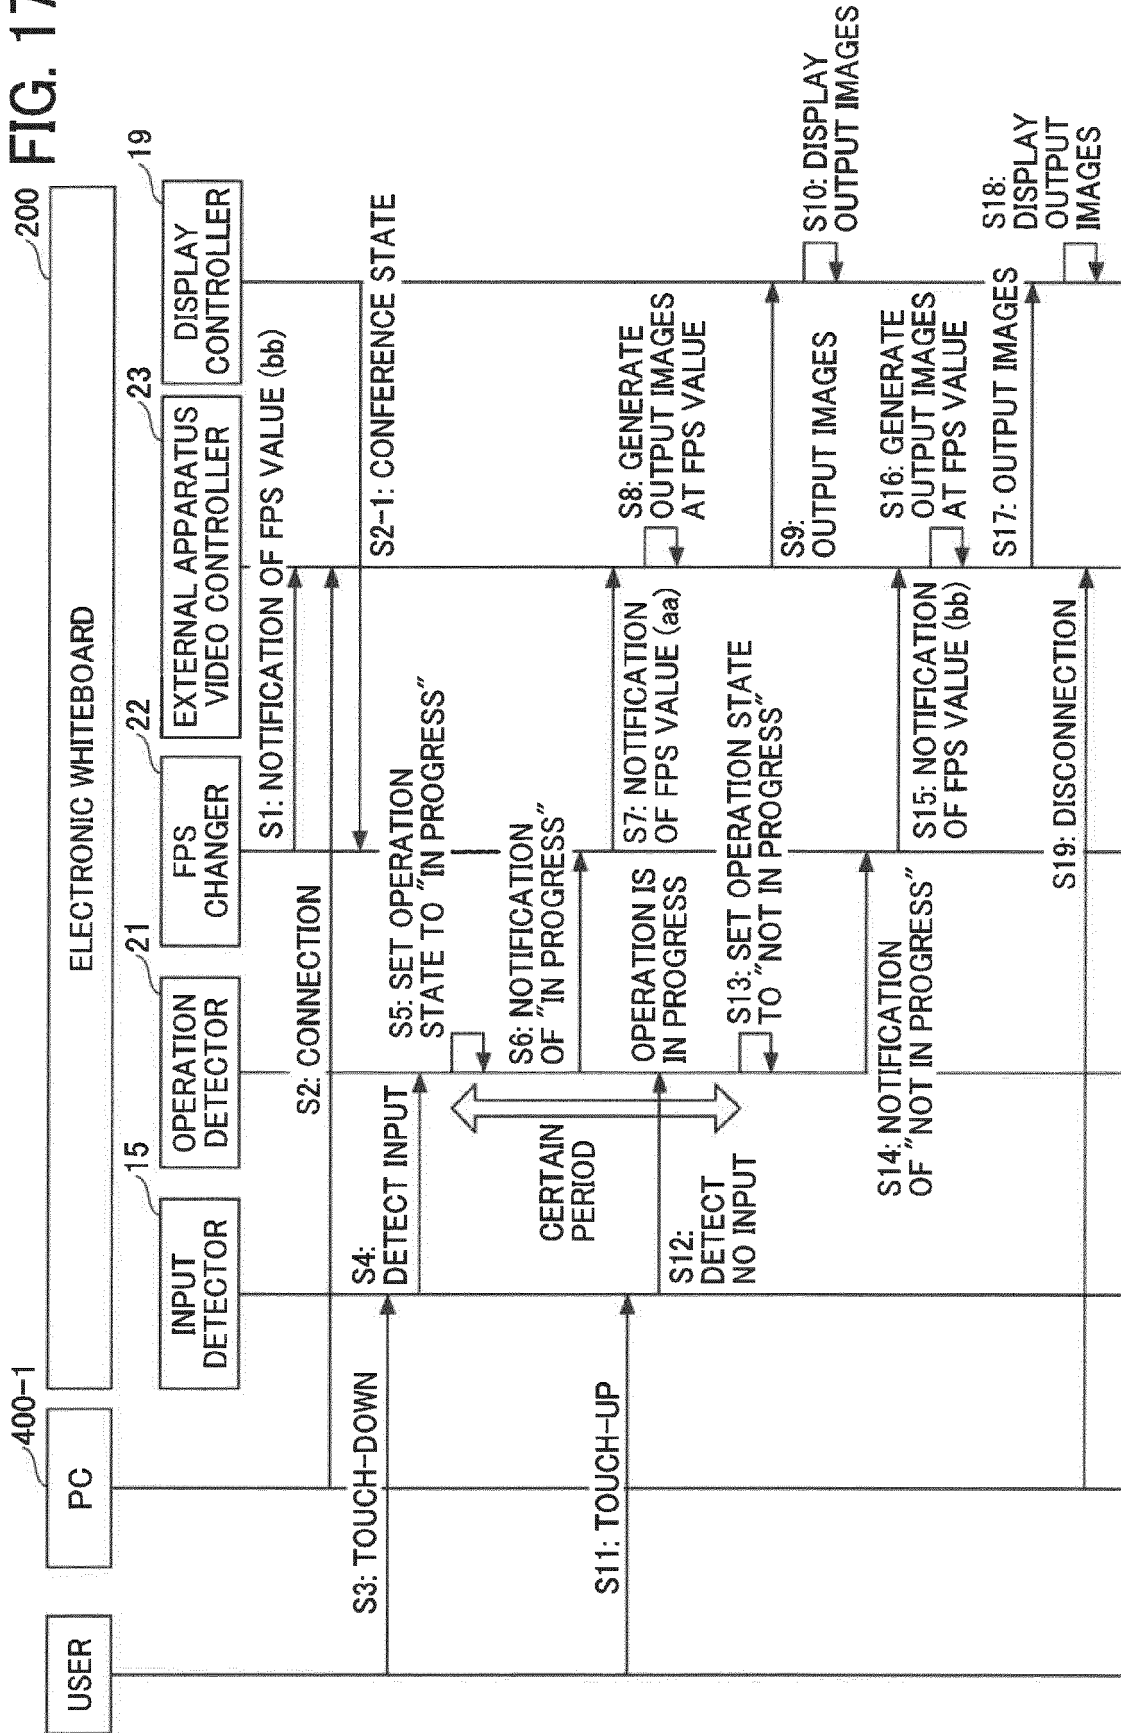 FIG. 17
200
ELECTRONIC WHITEBOARD
400-1
USER
PC
15
INPUT
DETECTOR
21
OPERATION
DETECTOR
22
FPS
CHANGER
23
EXTERNAL APPARATUS
VIDEO CONTROLLER
19
DISPLAY
CONTROLLER
S1: NOTIFICATION OF FPS VALUE (bb)
S2: CONNECTION
S2-1: CONFERENCE STATE
S3: TOUCH-DOWN
S4:
DETECT INPUT
S5: SET OPERATION
STATE TO "IN PROGRESS"
S6: NOTIFICATION
OF "IN PROGRESS"
S7: NOTIFICATION
OF FPS VALUE (aa)
S8: GENERATE
OUTPUT IMAGES
AT FPS VALUE
S9:
OUTPUT IMAGES
S10: DISPLAY
OUTPUT IMAGES
CERTAIN
PERIOD
OPERATION IS
IN PROGRESS
S11: TOUCH-UP
S12:
DETECT
NO INPUT
S13: SET OPERATION STATE
TO "NOT IN PROGRESS"
S14: NOTIFICATION
OF "NOT IN PROGRESS"
S15: NOTIFICATION
OF FPS VALUE (bb)
S16: GENERATE
OUTPUT IMAGES
AT FPS VALUE
S17: OUTPUT IMAGES
S18:
DISPLAY
OUTPUT
IMAGES
S19: DISCONNECTION